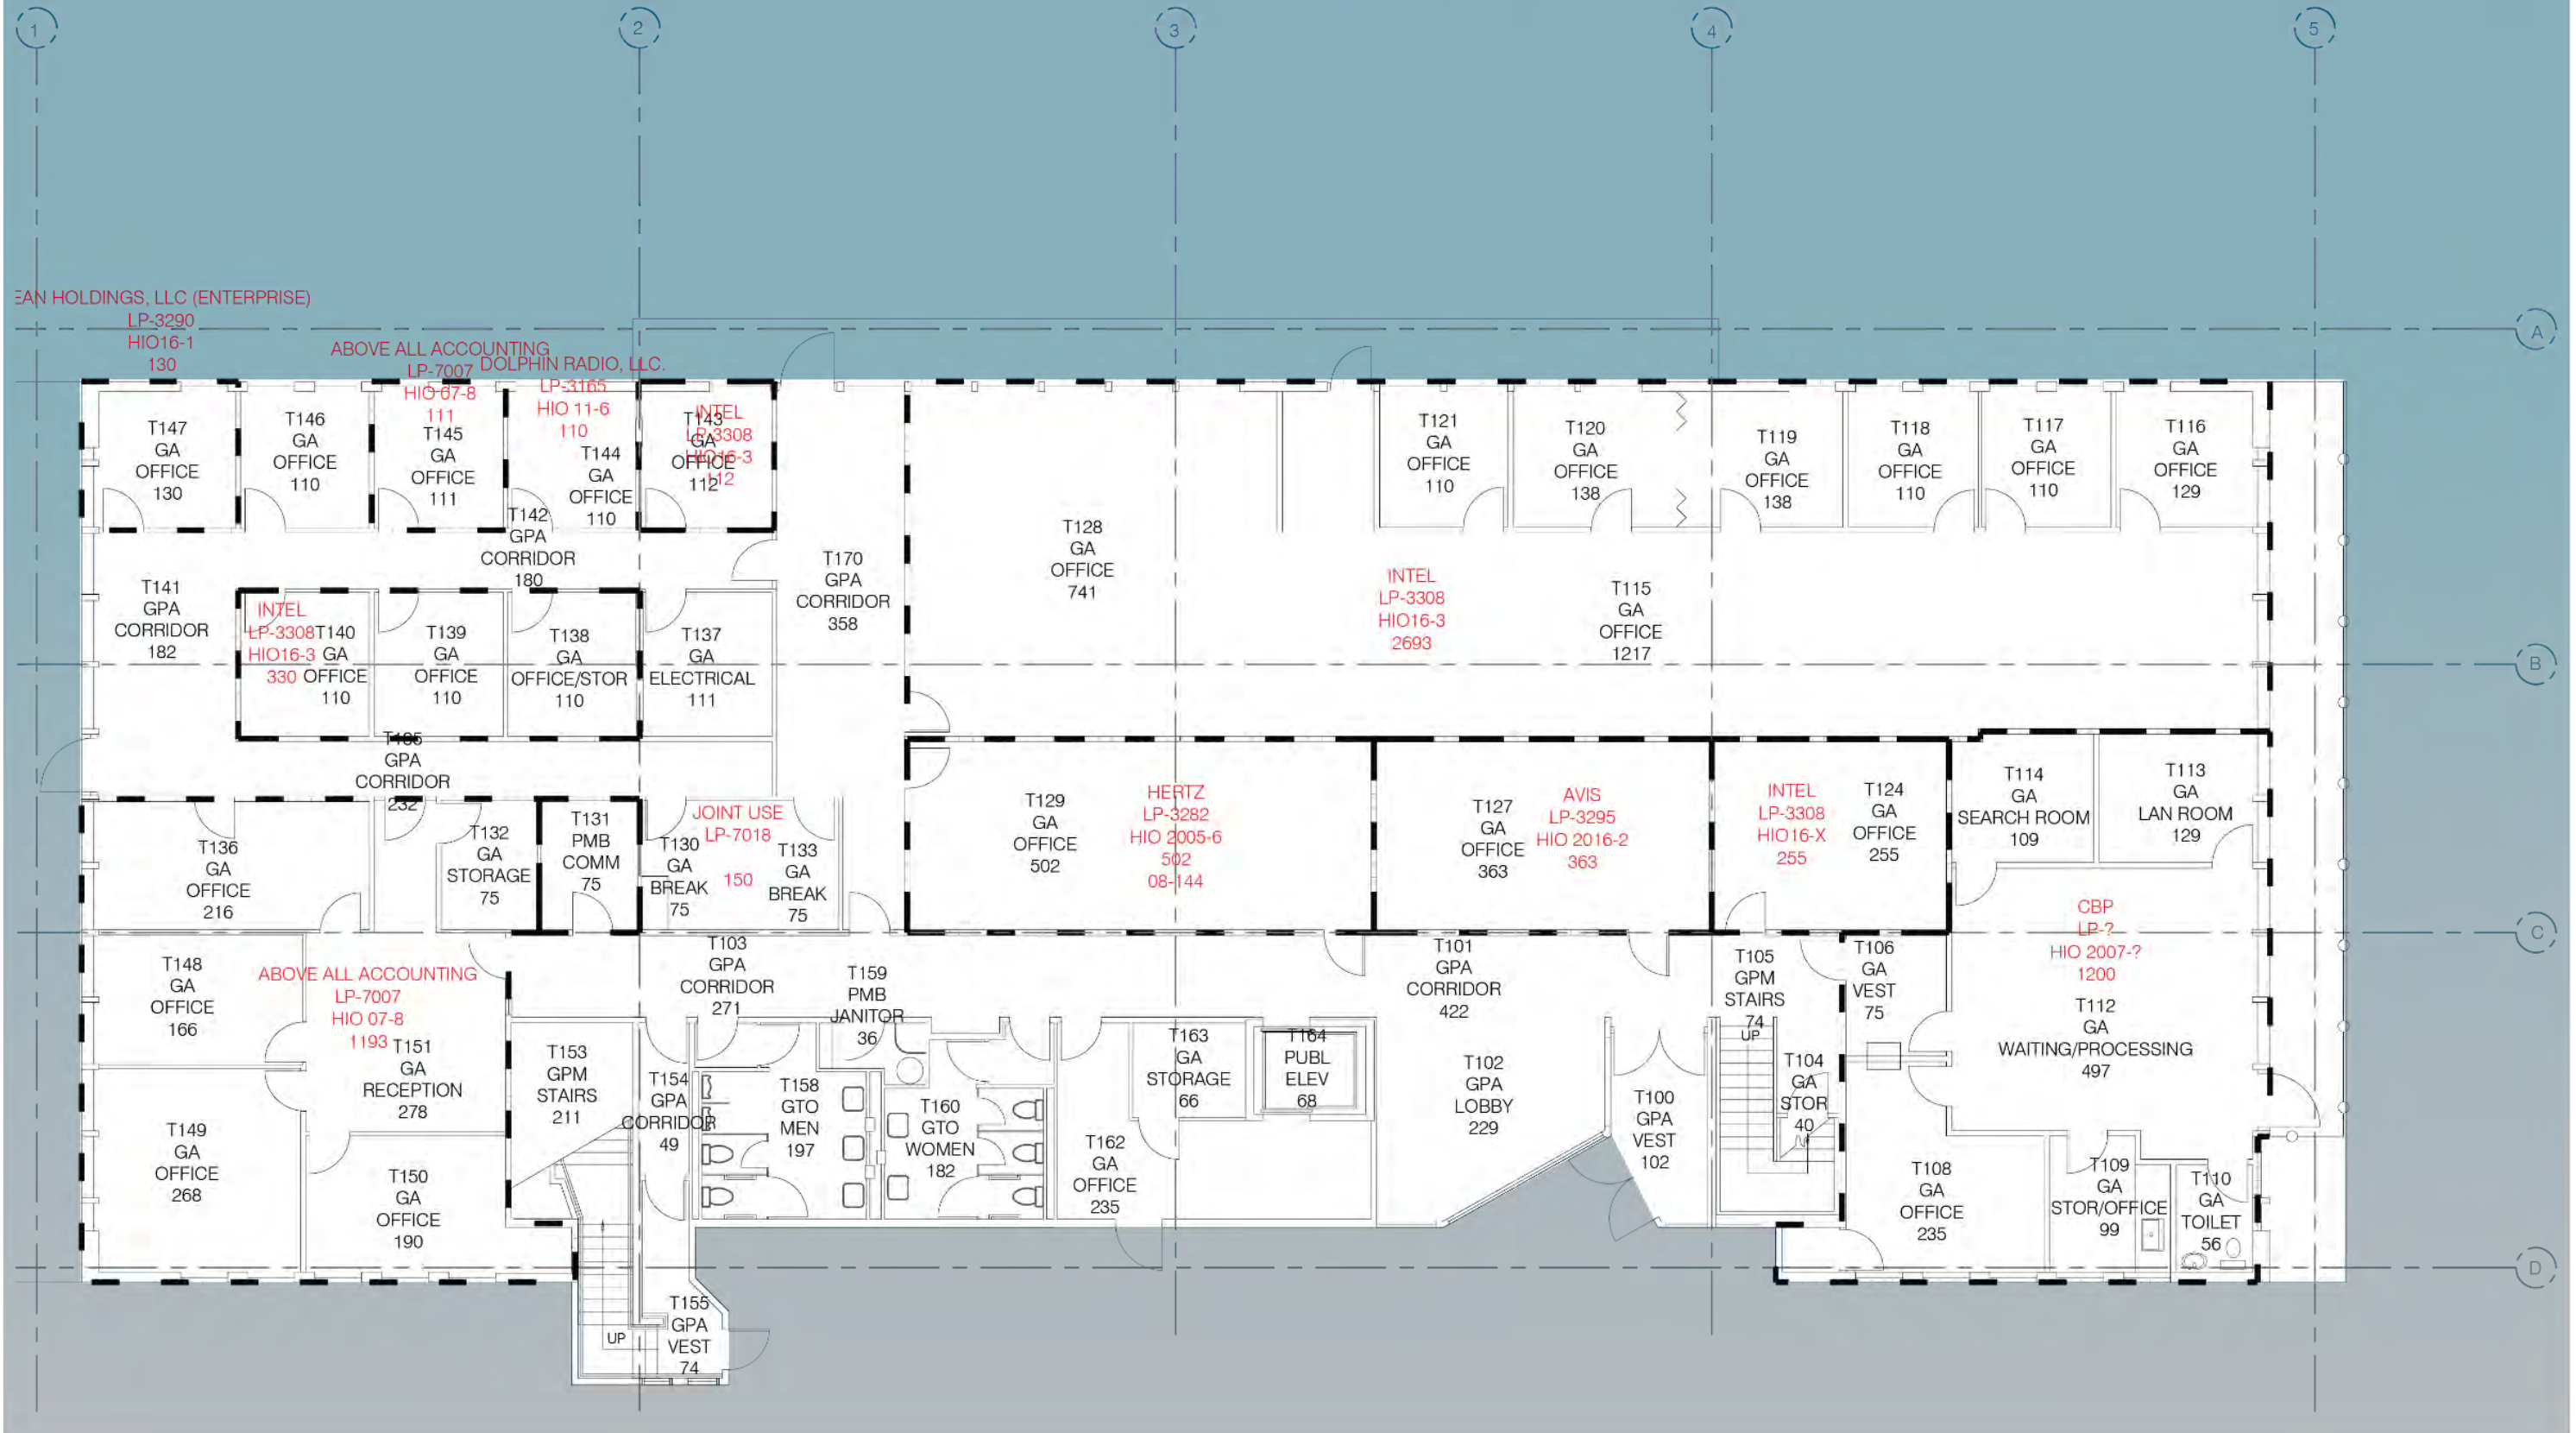 1
2
3
4
5
EAN HOLDINGS, LLC (ENTERPRISE)
LP-3290
HIO16-1
130
A
ABOVE ALL ACCOUNTING
LP-7007
HIO 07-8
111
DOLPHIN RADIO, LLC.
LP-3165
HIO 11-6
110
INTEL
LP-3308
HIO16-3
112
T147
GA
OFFICE
130
T146
GA
OFFICE
110
T145
GA
OFFICE
111
T144
GA
OFFICE
110
T143
GA
OFFICE
112
T121
GA
OFFICE
110
T120
GA
OFFICE
138
T119
GA
OFFICE
138
T118
GA
OFFICE
110
T117
GA
OFFICE
110
T116
GA
OFFICE
129
T142
GPA
CORRIDOR
180
T128
GA
OFFICE
741
T170
GPA
CORRIDOR
358
INTEL
LP-3308
HIO16-3
2693
T115
GA
OFFICE
1217
T141
GPA
CORRIDOR
182
INTEL
LP-3308
HIO16-3
330
T140
GA
OFFICE
110
T139
GA
OFFICE
110
T138
GA
OFFICE/STOR
110
T137
GA
ELECTRICAL
111
B
T135
GPA
CORRIDOR
232
T136
GA
OFFICE
216
T132
GA
STORAGE
75
T131
PMB
COMM
75
JOINT USE
LP-7018
150
T130
GA
BREAK
75
T133
GA
BREAK
75
T129
GA
OFFICE
502
HERTZ
LP-3282
HIO 2005-6
502
08-144
T127
GA
OFFICE
363
AVIS
LP-3295
HIO 2016-2
363
INTEL
LP-3308
HIO16-X
255
T124
GA
OFFICE
255
T114
GA
SEARCH ROOM
109
T113
GA
LAN ROOM
129
C
CBP
LP-?
HIO 2007-?
1200
T148
GA
OFFICE
166
ABOVE ALL ACCOUNTING
LP-7007
HIO 07-8
1193
T151
GA
RECEPTION
278
T103
GPA
CORRIDOR
271
T159
PMB
JANITOR
36
T101
GPA
CORRIDOR
422
T105
GPM
STAIRS
74
UP
T106
GA
VEST
75
T112
GA
WAITING/PROCESSING
497
T153
GPM
STAIRS
211
T154
GPA
CORRIDOR
49
T158
GTO
MEN
197
T160
GTO
WOMEN
182
T163
GA
STORAGE
66
T164
PUBL
ELEV
68
T102
GPA
LOBBY
229
T100
GPA
VEST
102
T104
GA
STOR
40
T149
GA
OFFICE
268
T150
GA
OFFICE
190
T162
GA
OFFICE
235
T108
GA
OFFICE
235
T109
GA
STOR/OFFICE
99
T110
GA
TOILET
56
D
T155
GPA
VEST
74
UP